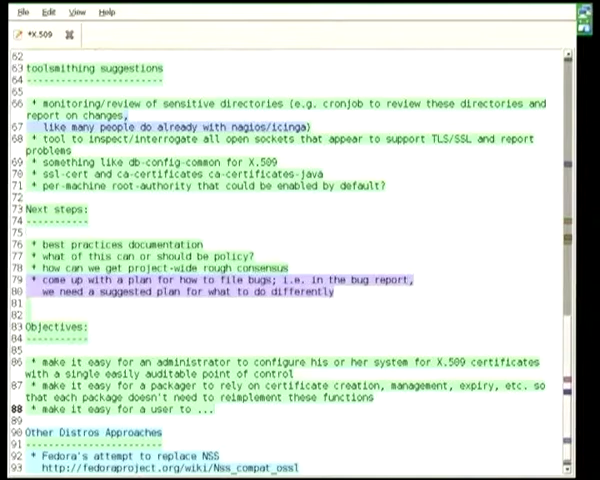 File Edit View Help
*X.509
62
63 toolsmithing suggestions
64 -----------------------
65
66 * monitoring/review of sensitive directories (e.g. cronjob to review these directories and
report on changes,
67 like many people do already with nagios/icinga)
68 * tool to inspect/interrogate all open sockets that appear to support TLS/SSL and report
problems
69 * something like db-config-common for X.509
70 * ssl-cert and ca-certificates ca-certificates-java
71 * per-machine root-authority that could be enabled by default?
72
73 Next steps:
74 -----------
75
76 * best practices documentation
77 * what of this can or should be policy?
78 * how can we get project-wide rough consensus
79 * come up with a plan for how to file bugs; i.e. in the bug report,
80 we need a suggested plan for what to do differently
81
82
83 Objectives:
84 -----------
85
86 * make it easy for an administrator to configure his or her system for X.509 certificates
with a single easily auditable point of control
87 * make it easy for a packager to rely on certificate creation, management, expiry, etc. so
that each package doesn't need to reimplement these functions
88 * make it easy for a user to ...
89
90 Other Distros Approaches
91 -----------------------
92 * Fedora's attempt to replace NSS
93 http://fedoraproject.org/wiki/Nss_compat_ossl